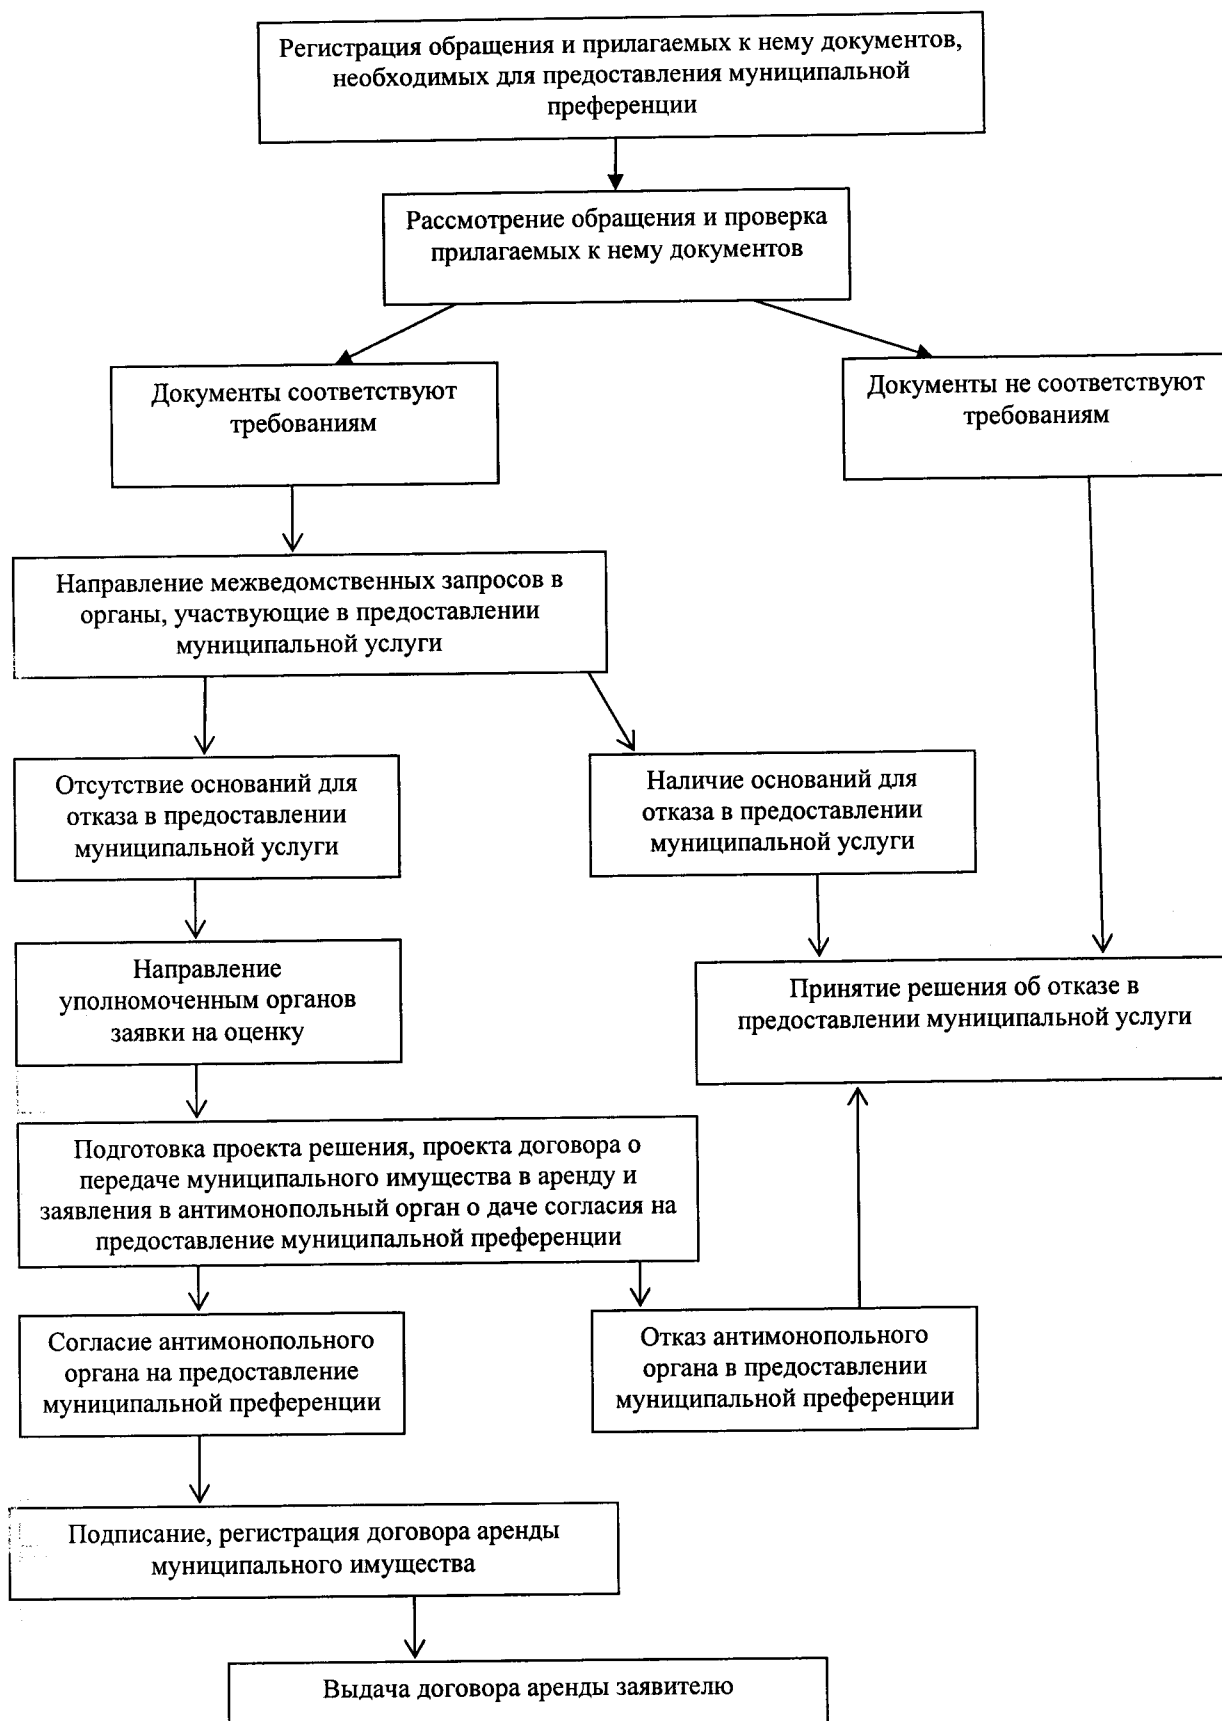 Регистрация обращения и прилагаемых к нему документов,
необходимых для предоставления муниципальной
преференции
Рассмотрение обращения и проверка
прилагаемых к нему документов
Документы соответствуют
требованиям
Документы не соответствуют
требованиям
Направление межведомственных запросов в
органы, участвующие в предоставлении
муниципальной услуги
Отсутствие оснований для
отказа в предоставлении
муниципальной услуги
Наличие оснований для
отказа в предоставлении
муниципальной услуги
Направление
уполномоченным органов
заявки на оценку
Принятие решения об отказе в
предоставлении муниципальной услуги
Подготовка проекта решения, проекта договора о
передаче муниципального имущества в аренду и
заявления в антимонопольный орган о даче согласия на
предоставление муниципальной преференции
Согласие антимонопольного
органа на предоставление
муниципальной преференции
Отказ антимонопольного
органа в предоставлении
муниципальной преференции
Подписание, регистрация договора аренды
муниципального имущества
Выдача договора аренды заявителю